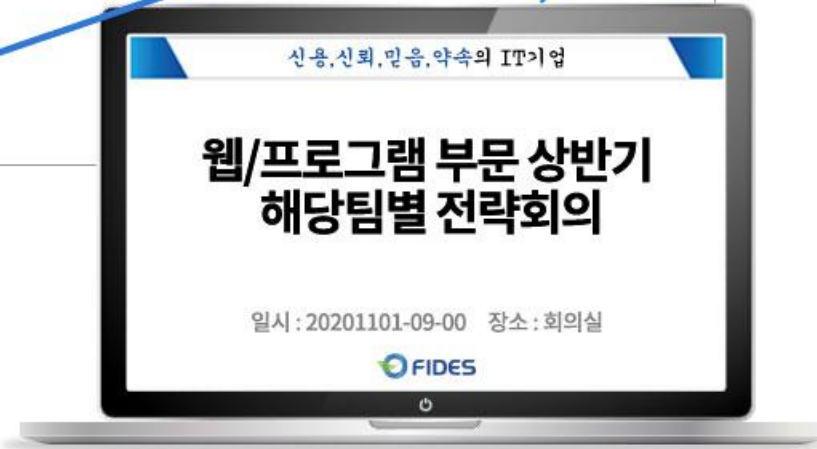 신용,신뢰,믿음,약속의 IT기업
웹/프로그램 부문 상반기
해당팀별 전략회의
일시 : 20201101-09-00 장소 : 회의실
FIDES